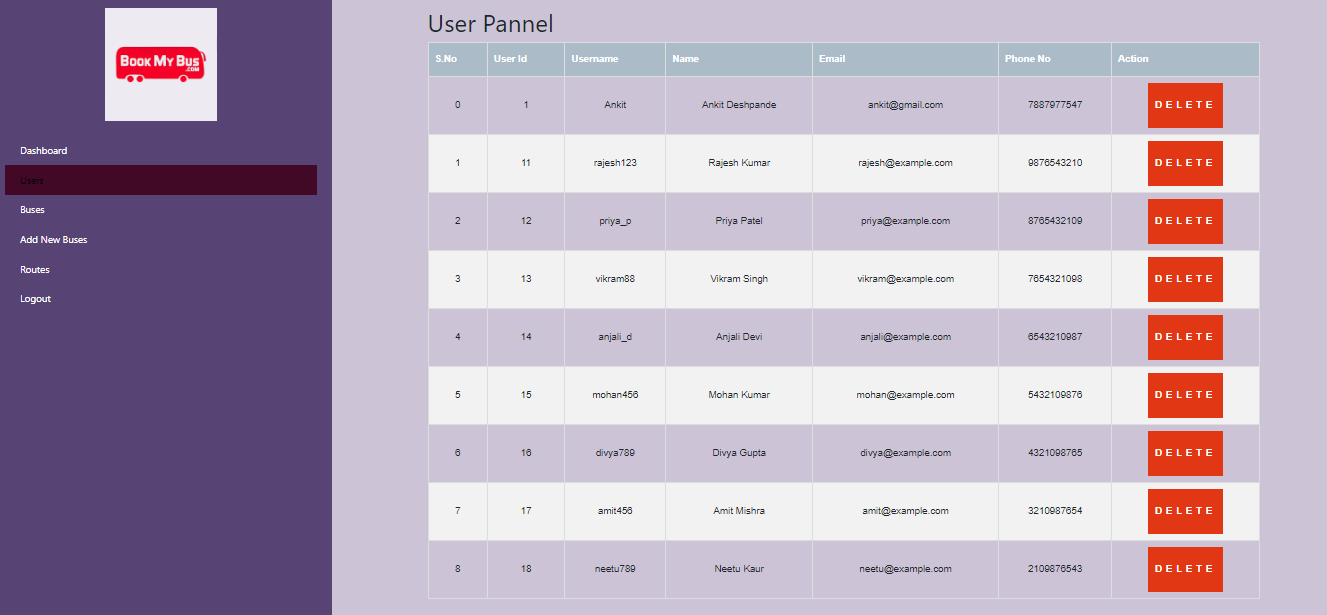 BOOK MY BUS
.COM
Dashboard
Users
Buses
Add New Buses
Routes
Logout
User Pannel
S.No User Id Username Name Email Phone No Action
0 1 Ankit Ankit Deshpande ankit@gmail.com 7887977547 DELETE
1 11 rajesh123 Rajesh Kumar rajesh@example.com 9876543210 DELETE
2 12 priya_p Priya Patel priya@example.com 8765432109 DELETE
3 13 vikram88 Vikram Singh vikram@example.com 7654321098 DELETE
4 14 anjali_d Anjali Devi anjali@example.com 6543210987 DELETE
5 15 mohan456 Mohan Kumar mohan@example.com 5432109876 DELETE
6 16 divya789 Divya Gupta divya@example.com 4321098765 DELETE
7 17 amit456 Amit Mishra amit@example.com 3210987654 DELETE
8 18 neetu789 Neetu Kaur neetu@example.com 2109876543 DELETE